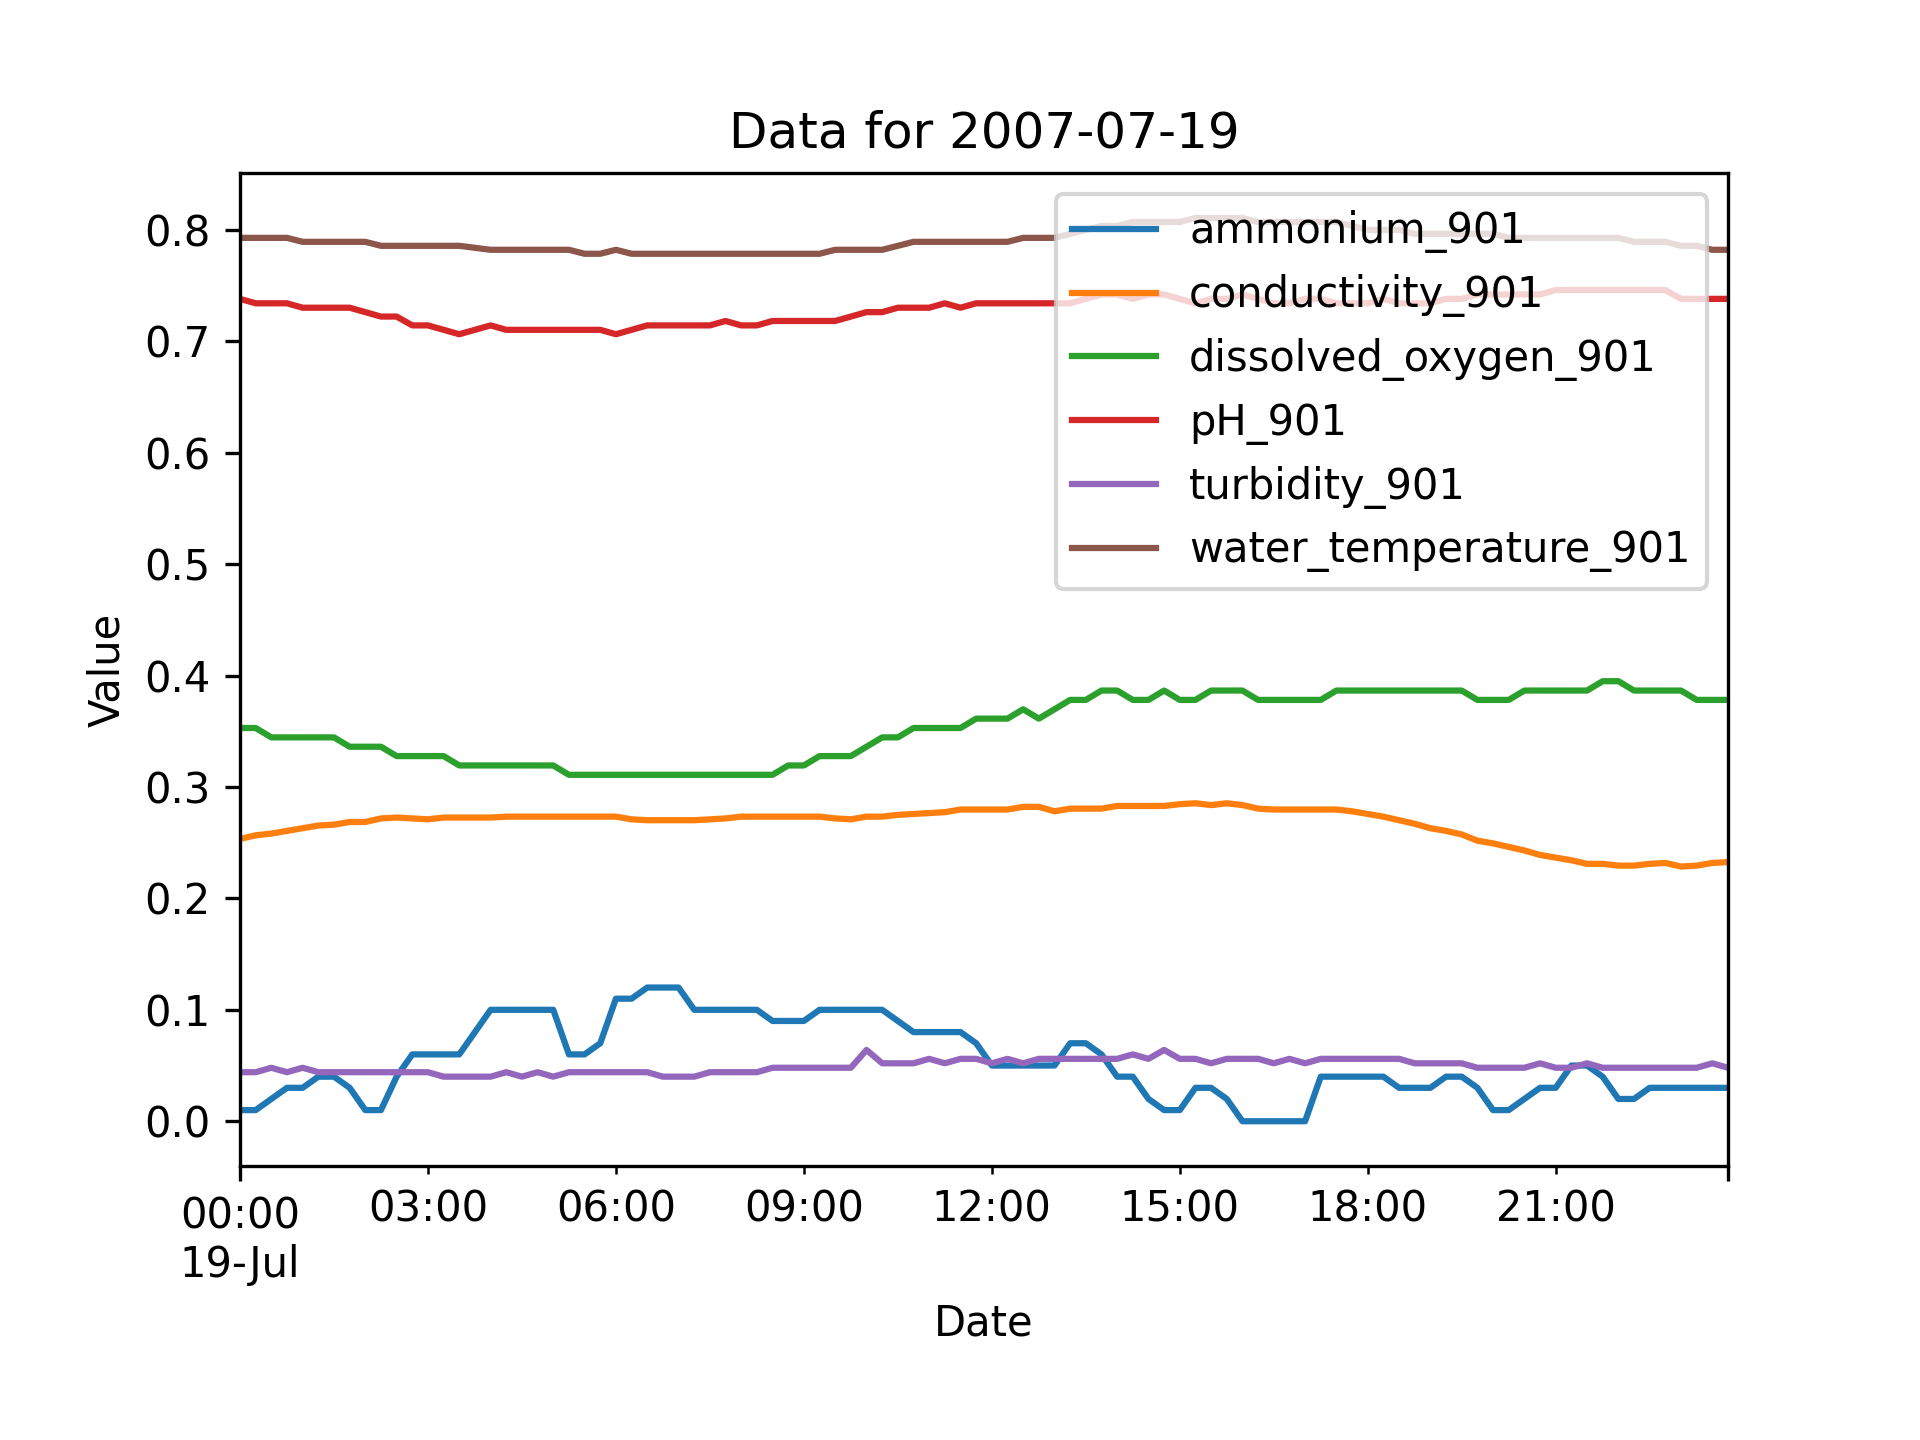 Data for 2007-07-19
0.8
0.7
0.6
0.5
0.4
0.3
0.2
0.1
0.0
Value
ammonium_901
conductivity_901
dissolved_oxygen_901
pH_901
turbidity_901
water_temperature_901
00:00 03:00 06:00 09:00 12:00 15:00 18:00 21:00
19-Jul
Date